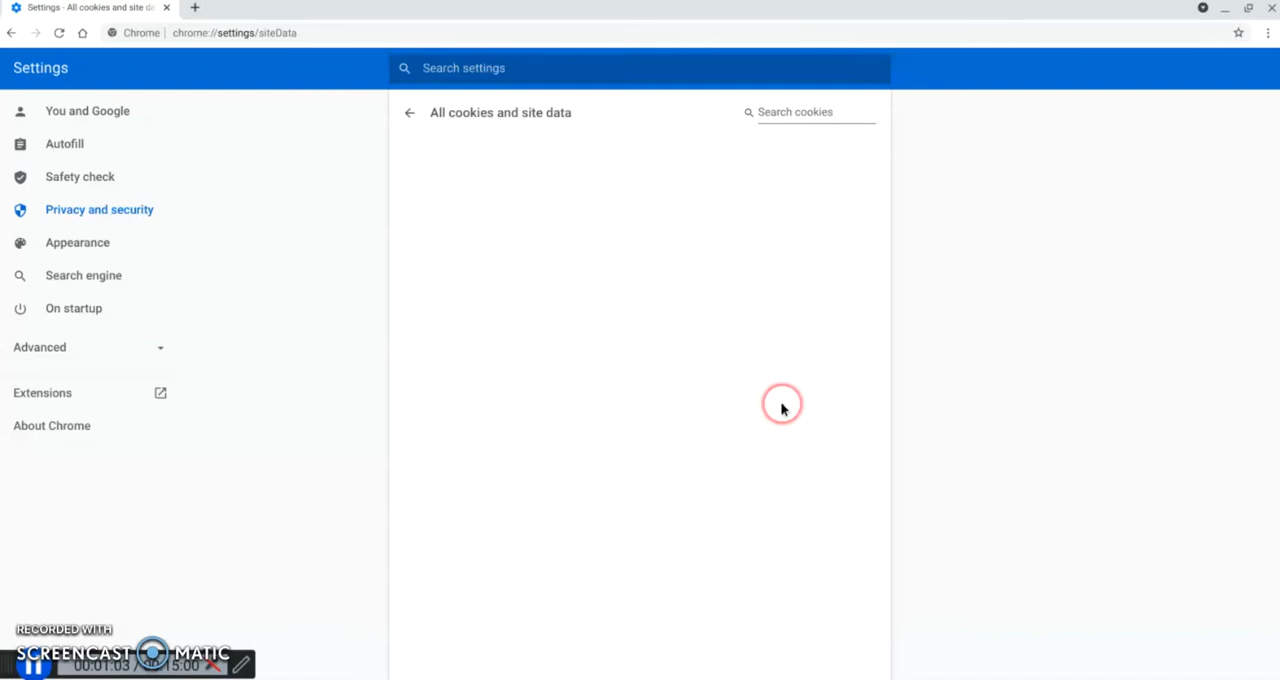 Settings - All cookies and site da
Chrome
chrome://settings/siteData
Settings
Search settings
You and Google
Autofill
Safety check
Privacy and security
Appearance
Search engine
On startup
Advanced
Extensions
About Chrome
All cookies and site data
Search cookies
RECORDED WITH
SCREENCAST MATIC
00:01:03 / 00:15:00